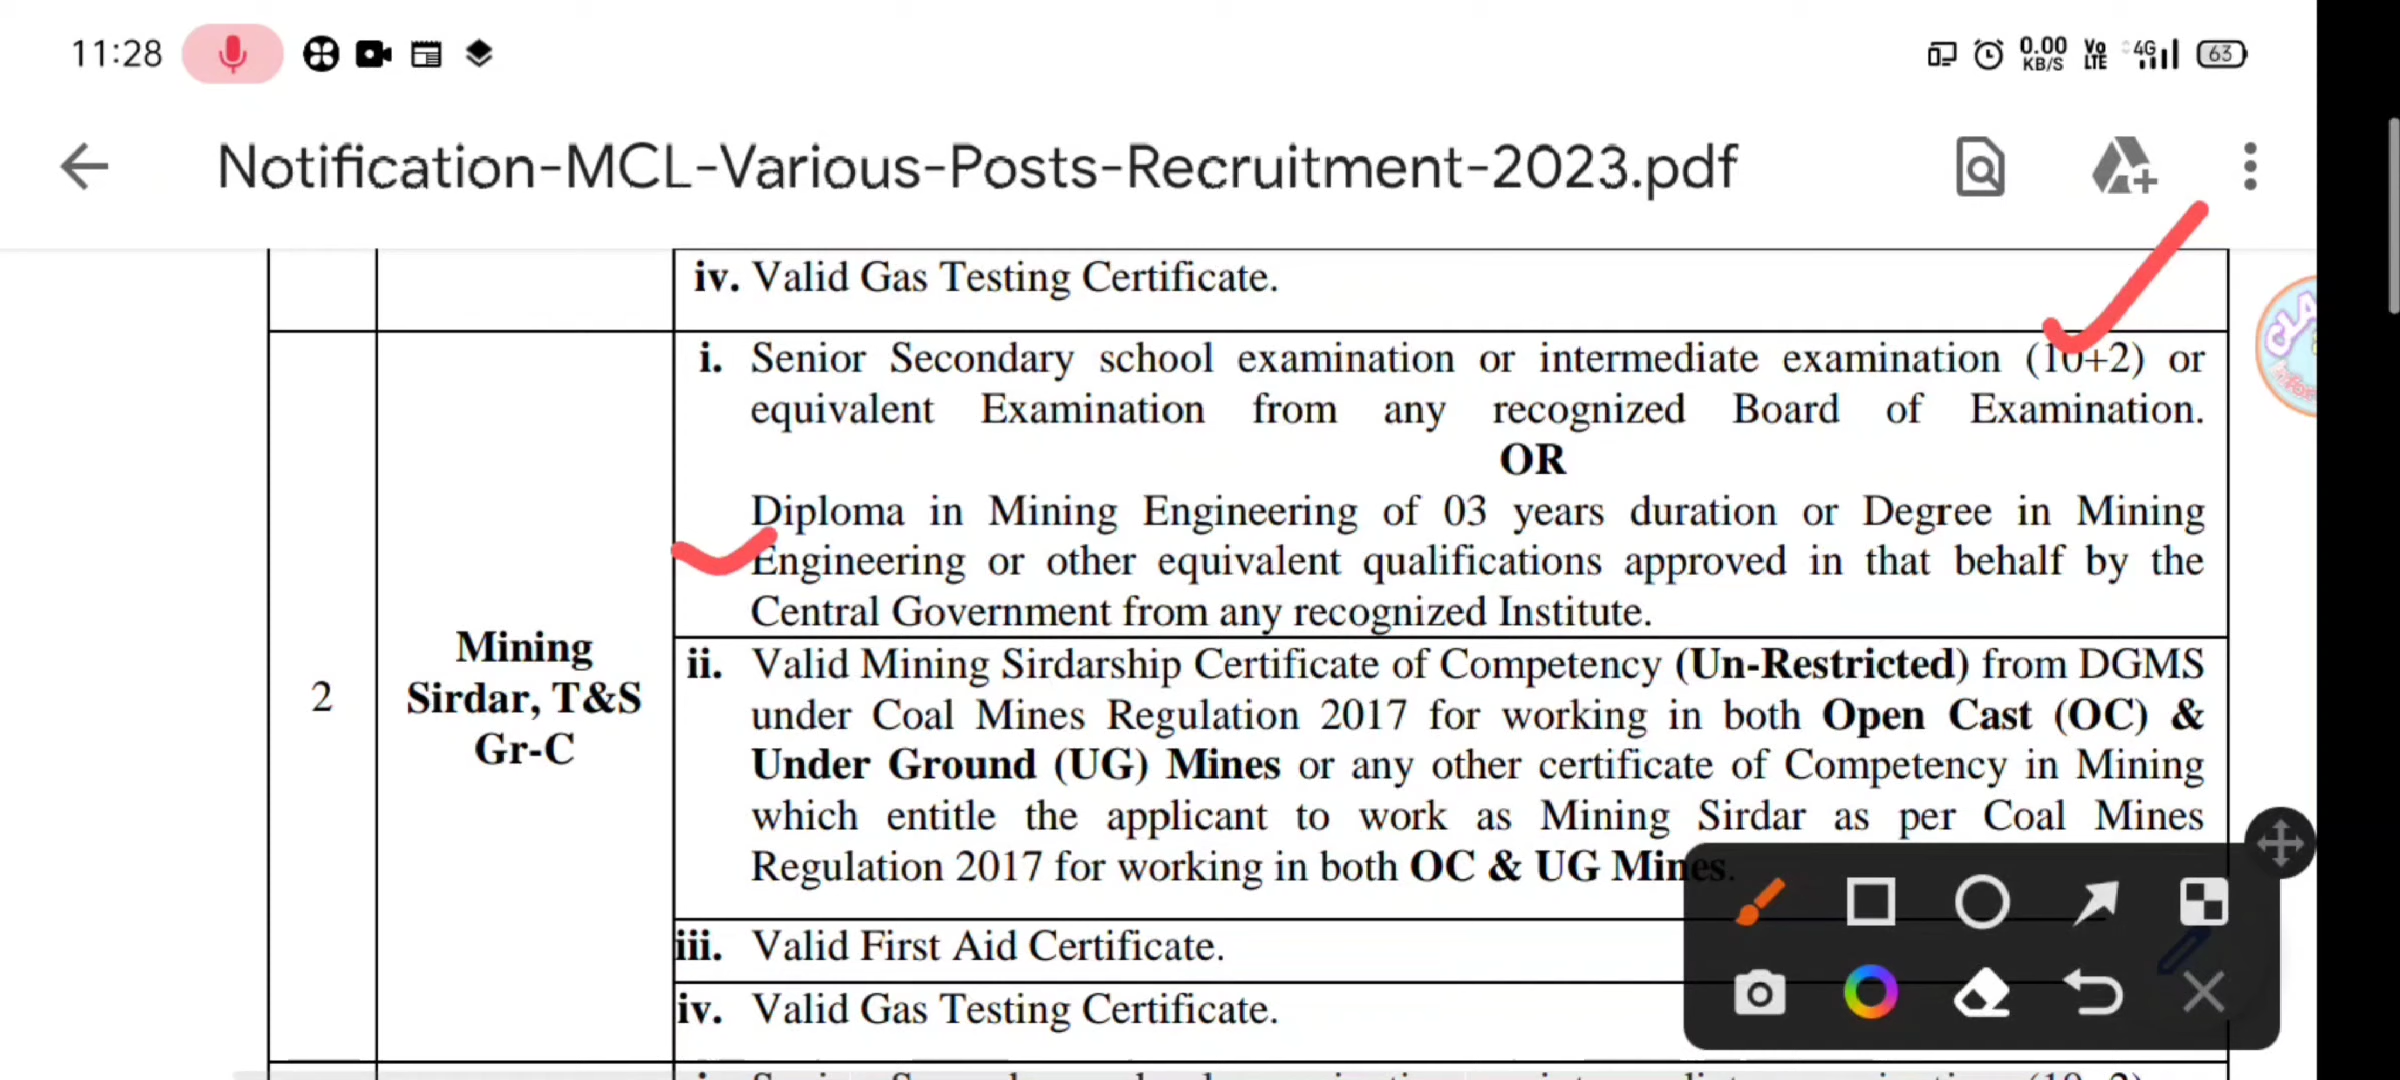 11:28
0.00 KB/S Vo LTE 4G 63
Notification-MCL-Various-Posts-Recruitment-2023.pdf
iv. Valid Gas Testing Certificate.
i. Senior Secondary school examination or intermediate examination (10+2) or
equivalent Examination from any recognized Board of Examination.
OR
Diploma in Mining Engineering of 03 years duration or Degree in Mining
Engineering or other equivalent qualifications approved in that behalf by the
Central Government from any recognized Institute.
2
Mining
Sirdar, T&S
Gr-C
ii. Valid Mining Sirdarship Certificate of Competency (Un-Restricted) from DGMS
under Coal Mines Regulation 2017 for working in both Open Cast (OC) &
Under Ground (UG) Mines or any other certificate of Competency in Mining
which entitle the applicant to work as Mining Sirdar as per Coal Mines
Regulation 2017 for working in both OC & UG Mines.
iii. Valid First Aid Certificate.
iv. Valid Gas Testing Certificate.